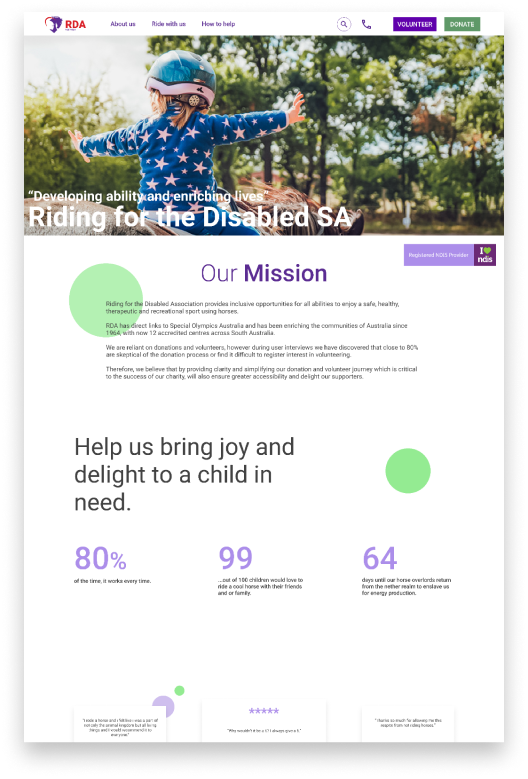 RDA
About us
Ride with us
How to help
VOLUNTEER
DONATE
“Developing ability and enriching lives”
Riding for the Disabled SA
Registered NDIS Provider
I
ndis
Our Mission
Riding for the Disabled Association provides inclusive opportunities for all abilities to enjoy a safe, healthy,
therapeutic and recreational sport using horses.
RDA has direct links to Special Olympics Australia and has been enriching the communities of Australia since
1964, with now 12 accredited centres across South Australia.
We are reliant on donations and volunteers, however during user interviews we have discovered that close to 80%
are skeptical of the donation process or find it difficult to register interest in volunteering.
Therefore, we believe that by providing clarity and simplifying our donation and volunteer journey which is critical
to the success of our charity, will also ensure greater accessibility and delight our supporters.
Help us bring joy and
delight to a child in
need.
80%
of the time, it works every time.
99
...out of 100 children would love to
ride a cool horse with their friends
and or family.
64
days until our horse overlords return
from the nether realm to enslave us
for energy production.
*****